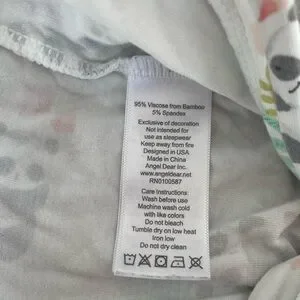 95% Viscose from Bamboo
5% Spandex
Exclusive of decoration
Not Intended for
use as sleepwear
Keep away from fire
Designed in USA
Made in China
Angel Dear Inc.
www.angeldear.net
RN0100587
Care Instructions:
Wash before use
Machine wash cold
with like colors
Do not bleach
Tumble dry on low heat
Iron low
Do not dry clean